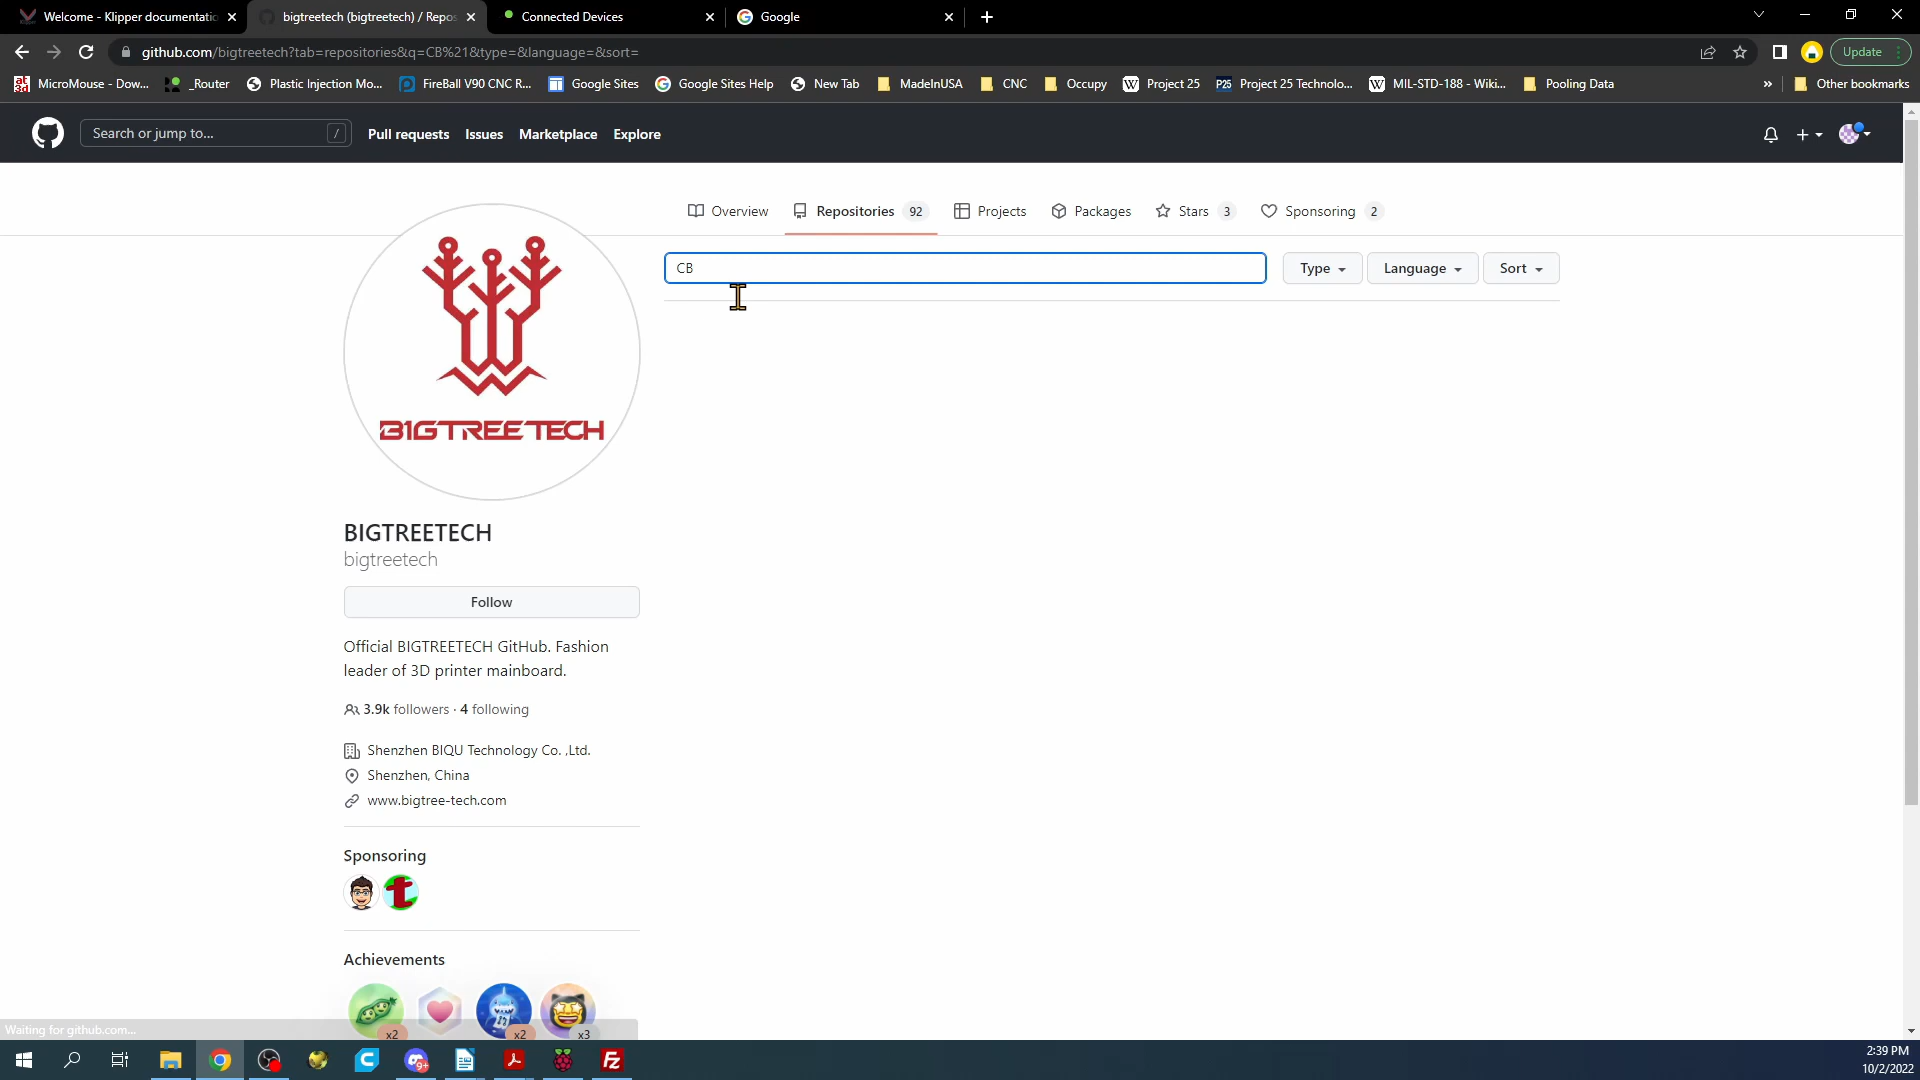 Welcome - Klipper documentatio
bigtreetech (bigtreetech) / Repos
Connected Devices
Google
github.com/bigtreetech?tab=repositories&q=CB%21&type=&language=&sort=
Update
MicroMouse - Dow...
_Router
Plastic Injection Mo...
FireBall V90 CNC R...
Google Sites
Google Sites Help
New Tab
MadeInUSA
CNC
Occupy
Project 25
P25 Project 25 Technolo...
W MIL-STD-188 - Wiki...
Pooling Data
»
Other bookmarks
Search or jump to... /
Pull requests
Issues
Marketplace
Explore
Overview
Repositories 92
Projects
Packages
Stars 3
Sponsoring 2
CB
Type
Language
Sort
BIGTREETECH
BIGTREETECH
bigtreetech
Follow
Official BIGTREETECH GitHub. Fashion
leader of 3D printer mainboard.
3.9k followers · 4 following
Shenzhen BIQU Technology Co. ,Ltd.
Shenzhen, China
www.bigtree-tech.com
Sponsoring
t
Achievements
x2
x2
x3
Waiting for github.com...
9+
Fz
2:39 PM
10/2/2022